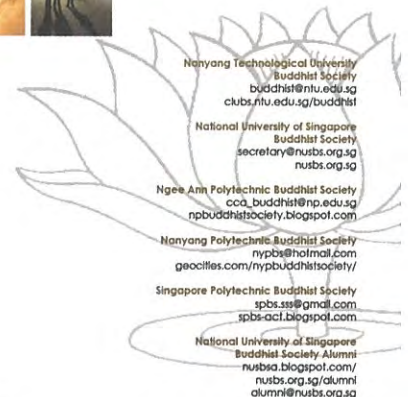 Nanyang Technological University
Buddhist Society
buddhist@ntu.edu.sg
clubs.ntu.edu.sg/buddhist
National University of Singapore
Buddhist Society
secretary@nusbs.org.sg
nusbs.org.sg
Ngee Ann Polytechnic Buddhist Society
cca_buddhist@np.edu.sg
npbuddhistsociety.blogspot.com
Nanyang Polytechnic Buddhist Society
nypbs@hotmail.com
geocities.com/nypbuddhistsociety/
Singapore Polytechnic Buddhist Society
spbs.sss@gmail.com
spbs-act.blogspot.com
National University of Singapore
Buddhist Society Alumni
nusbsa.blogspot.com/
nusbs.org.sg/alumni
alumni@nusbs.org.sg